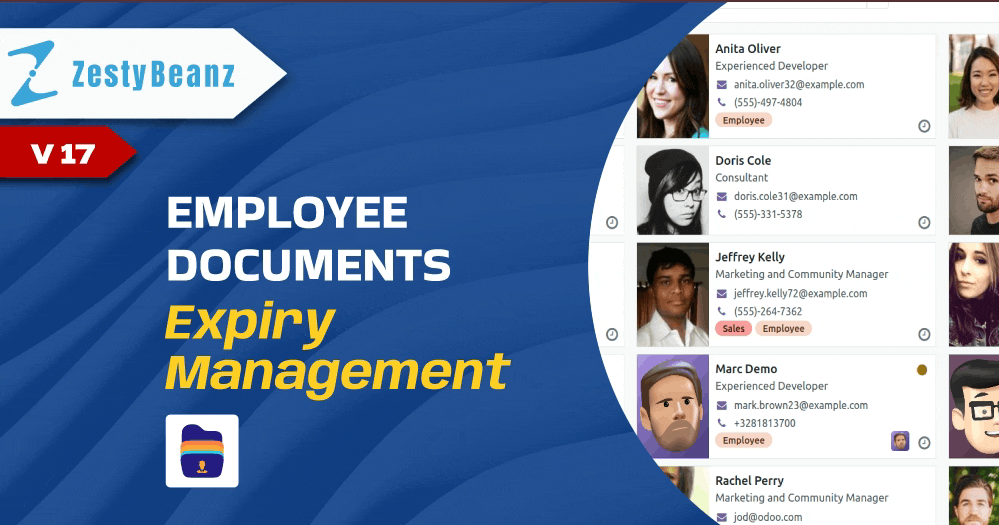 ZestyBeanz
V 17
EMPLOYEE
DOCUMENTS
Expiry
Management
Anita Oliver
Experienced Developer
anita.oliver32@example.com
(555)-497-4804
Employee
Doris Cole
Consultant
doris.cole31@example.com
(555)-331-5378
Jeffrey Kelly
Marketing and Community Manager
jeffrey.kelly72@example.com
(555)-264-7362
Sales Employee
Marc Demo
Experienced Developer
mark.brown23@example.com
+3281813700
Employee
Rachel Perry
Marketing and Community Manager
jod@odoo.com